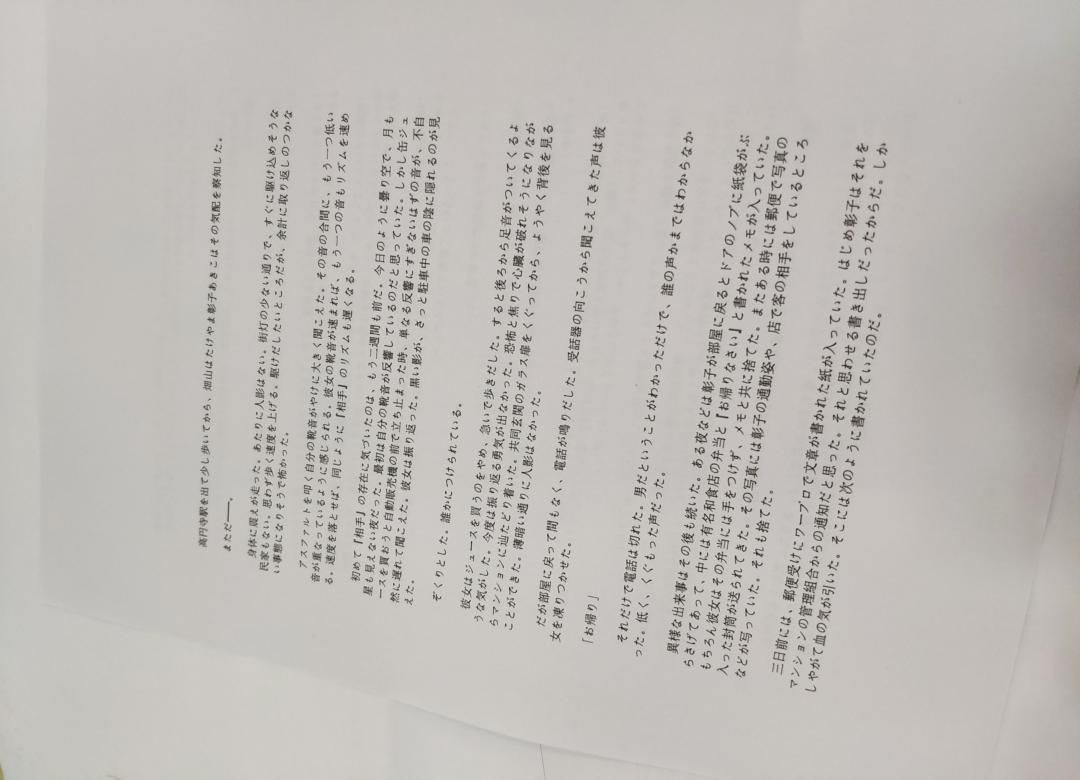 高円寺駅を出て少し歩いてから、畑山はたけやま彰子あきこはその気配を察知した。
まただ――。
身体に震えが走った。あたりに人影はない。街灯の少ない通りで、すぐに駆け込めそうな
民家もない。思わず歩く速度を上げる。駆けだしたいところだが、余計に取り返しのつかな
い事態になりそうで怖かった。
アスファルトを叩く自分の靴音がやけに大きく聞こえた。その音の合間に、もう一つ低い
音が重なっているように感じられる。彼女の靴音が速まれば、もう一つの音もリズムを速め
る。速度を落とせば、同じように『相手』のリズムも遅くなる。
初めて『相手』の存在に気づいたのは、もう二週間も前だ。今日のように曇り空で、月も
星も見えない夜だった。最初は自分の靴音が反響しているのだと思っていた。しかし缶ジュ
ースを買おうと自動販売機の前で立ち止まった時、単なる反響にすぎないはずの音が、不自
然に遅れて聞こえた。彼女は振り返った。黒い影が、さっと駐車中の車の陰に隠れるのが見
えた。
ぞくりとした。誰かにつけられている。
彼女はジュースを買うのをやめ、急いで歩きだした。すると後ろから足音がついてくるよ
うな気がした。今度は振り返る勇気が出なかった。恐怖と焦りで心臓が破れそうになりなが
らマンションに辿たどり着いた。共同玄関のガラス扉をくぐってから、ようやく背後を見る
ことができた。薄暗い通りに人影はなかった。
だが部屋に戻って間もなく、電話が鳴りだした。受話器の向こうから聞こえてきた声は彼
女を凍りつかせた。
「お帰り」
それだけで電話は切れた。男だということがわかっただけで、誰の声かまではわからなか
った。低く、くぐもった声だった。
異様な出来事はその後も続いた。ある夜などは彰子が部屋に戻るとドアのノブに紙袋がぶ
らさげてあって、中には有名和食店の弁当と『お帰りなさい』と書かれたメモが入っていた。
もちろん彼女はその弁当には手をつけず、メモと共に捨てた。またある時には郵便で写真の
入った封筒が送られてきた。その写真には彰子の通勤姿や、店で客の相手をしているところ
などが写っていた。それも捨てた。
三日前には、郵便受けにワープロで文章が書かれた紙が入っていた。はじめ彰子はそれを
マンションの管理組合からの通知だと思った。それと思わせる書き出しだったからだ。しか
しやがて血の気が引いた。そこには次のように書かれていたのだ。